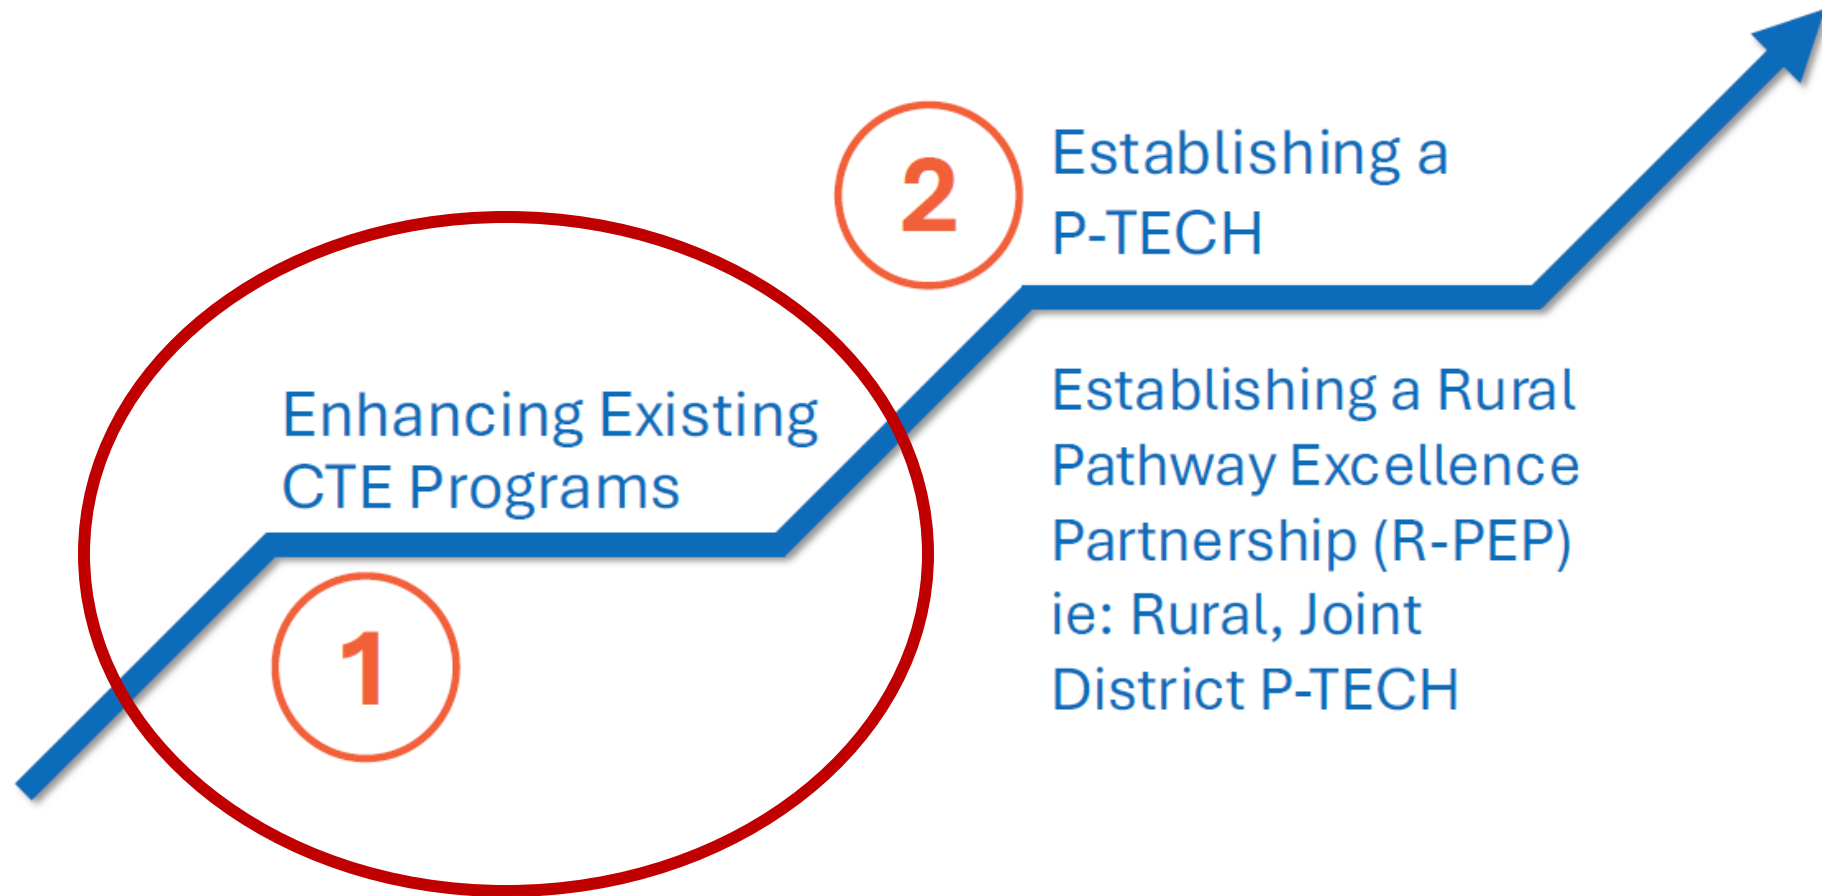 Enhancing Existing
CTE Programs
1
2
Establishing a
P-TECH
Establishing a Rural
Pathway Excellence
Partnership (R-PEP)
ie: Rural, Joint
District P-TECH